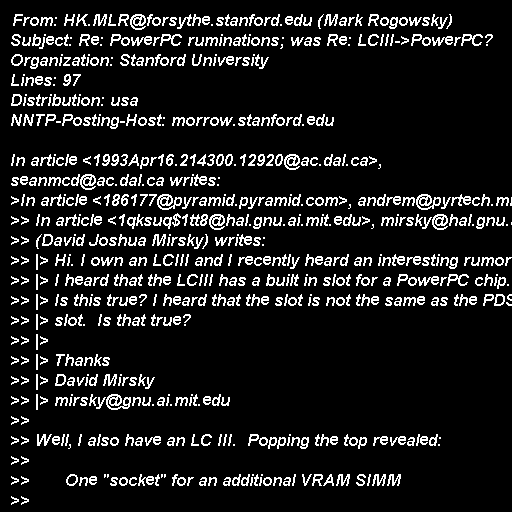 From: HK.MLR@forsythe.stanford.edu (Mark Rogowsky)
Subject: Re: PowerPC ruminations; was Re: LCIII->PowerPC?
Organization: Stanford University
Lines: 97
Distribution: usa
NNTP-Posting-Host: morrow.stanford.edu

In article <1993Apr16.214300.12920@ac.dal.ca>,
seanmcd@ac.dal.ca writes:
>In article <186177@pyramid.pyramid.com>, andrem@pyrtech.m
>> In article <1qksuq$1tt8@hal.gnu.ai.mit.edu>, mirsky@hal.gnu.
>> (David Joshua Mirsky) writes:
>> |> Hi. I own an LCIII and I recently heard an interesting rumor
>> |> I heard that the LCIII has a built in slot for a PowerPC chip.
>> |> Is this true? I heard that the slot is not the same as the PDS
>> |> slot.  Is that true?
>> |>
>> |> Thanks
>> |> David Mirsky
>> |> mirsky@gnu.ai.mit.edu
>>
>> Well, I also have an LC III.  Popping the top revealed:
>>
>>       One "socket" for an additional VRAM SIMM
>>